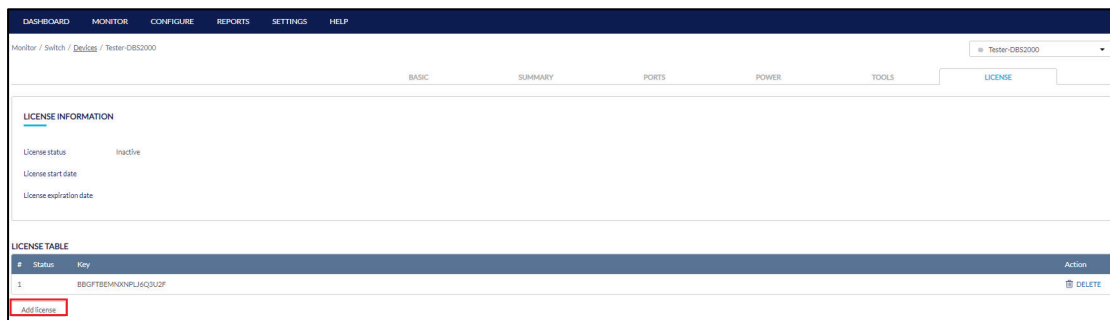 DASHBOARD MONITOR CONFIGURE REPORTS SETTINGS HELP
Monitor / Switch / Devices / Tester-DBS2000
Tester-DBS2000
BASIC SUMMARY PORTS POWER TOOLS LICENSE
LICENSE INFORMATION
License status Inactive
License start date
License expiration date
LICENSE TABLE
# Status Key Action
1 BBGFTBEMNXNPLJ6Q3U2F DELETE
Add license